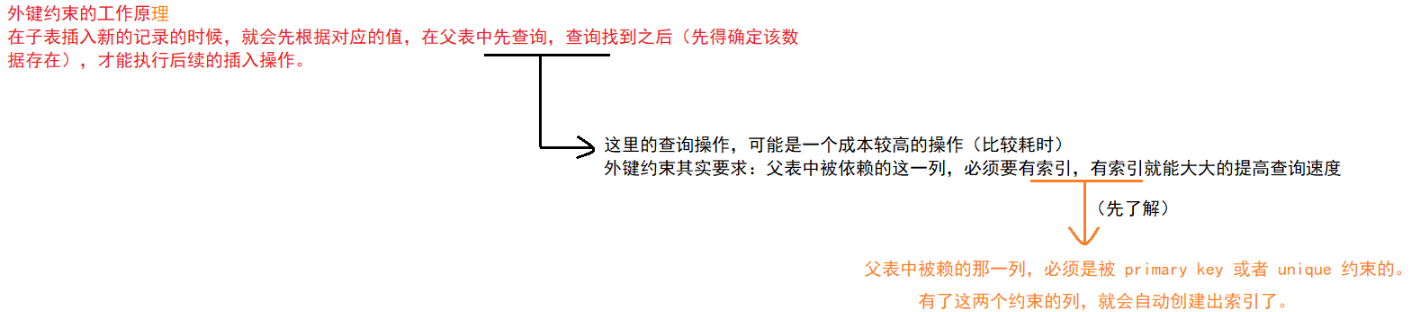 外键约束的工作原理
在子表插入新的记录的时候，就会先根据对应的值，在父表中先查询，查询找到之后（先得确定该数
据存在），才能执行后续的插入操作。
这里的查询操作，可能是一个成本较高的操作（比较耗时）
外键约束其实要求：父表中被依赖的这一列，必须要有索引，有索引就能大大的提高查询速度
（先了解）
父表中被赖的那一列，必须是被 primary key 或者 unique 约束的。
有了这两个约束的列，就会自动创建出索引了。